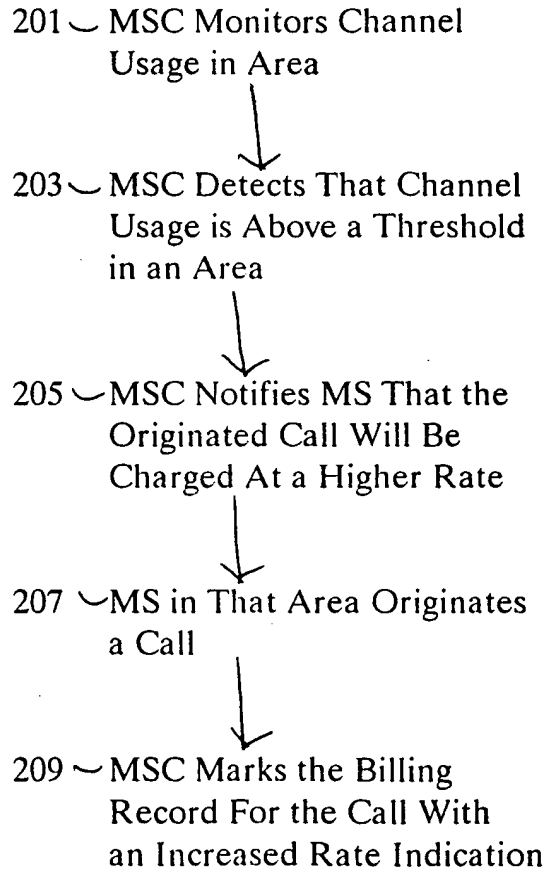 201 MSC Monitors Channel
Usage in Area
203 MSC Detects That Channel
Usage is Above a Threshold
in an Area
205 MSC Notifies MS That the
Originated Call Will Be
Charged At a Higher Rate
207 MS in That Area Originates
a Call
209 MSC Marks the Billing
Record For the Call With
an Increased Rate Indication